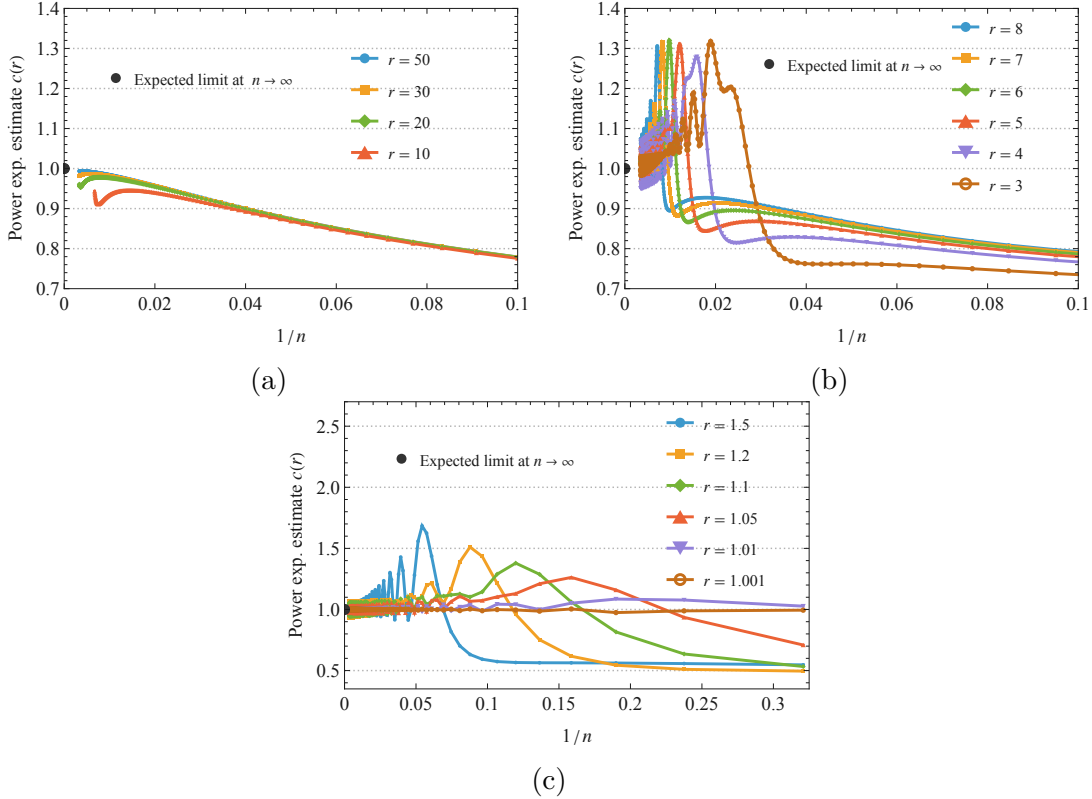 1.4
1.3
1.2
1.1
1.0
0.9
0.8
0.7
Power exp. estimate c(r)
Expected limit at n → ∞
r = 50
r = 30
r = 20
r = 10
0 0.02 0.04 0.06 0.08 0.1
1/n
(a)
1.4
1.3
1.2
1.1
1.0
0.9
0.8
0.7
Power exp. estimate c(r)
Expected limit at n → ∞
r = 8
r = 7
r = 6
r = 5
r = 4
r = 3
0 0.02 0.04 0.06 0.08 0.1
1/n
(b)
2.5
2.0
1.5
1.0
0.5
Power exp. estimate c(r)
Expected limit at n → ∞
r = 1.5
r = 1.2
r = 1.1
r = 1.05
r = 1.01
r = 1.001
0 0.05 0.1 0.15 0.2 0.25 0.3
1/n
(c)